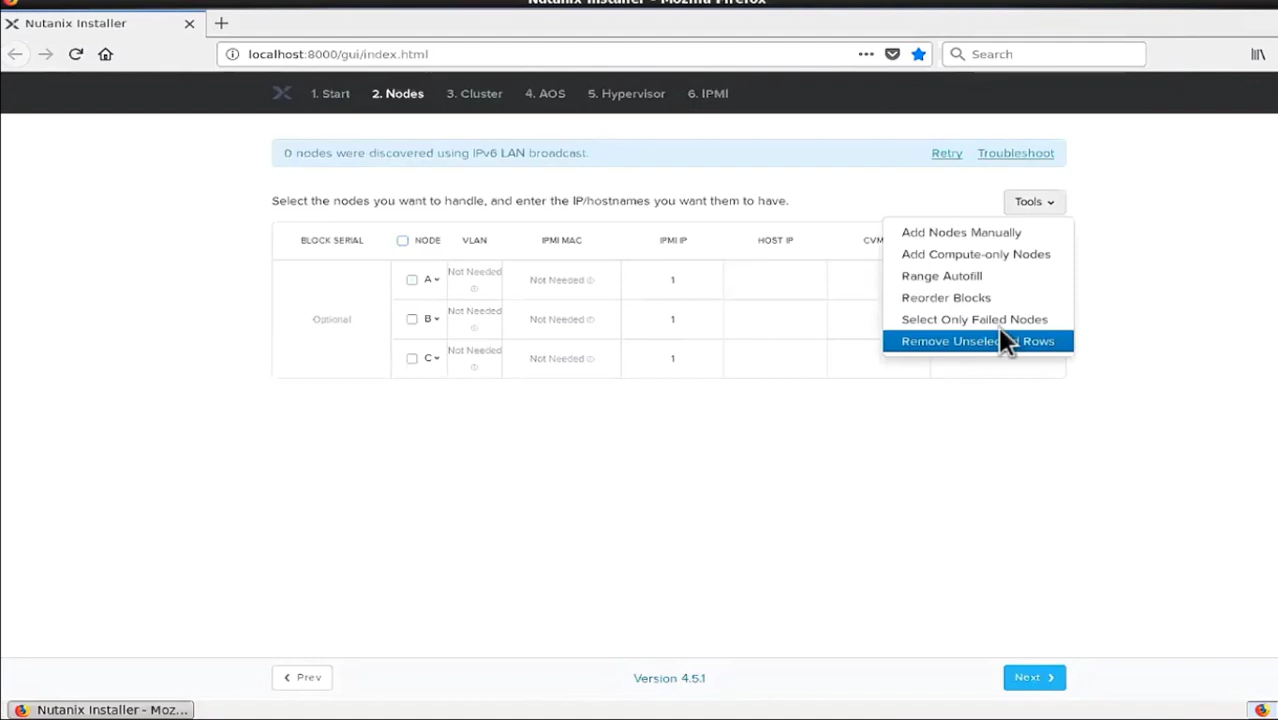 Nutanix Installer - Mozilla Firefox
Nutanix Installer
localhost:8000/gui/index.html
Search
1. Start 2. Nodes 3. Cluster 4. AOS 5. Hypervisor 6. IPMI
0 nodes were discovered using IPv6 LAN broadcast. Retry Troubleshoot
Select the nodes you want to handle, and enter the IP/hostnames you want them to have. Tools
BLOCK SERIAL NODE VLAN IPMI MAC IPMI IP HOST IP CVM
Optional
A Not Needed Not Needed 1
B Not Needed Not Needed 1
C Not Needed Not Needed 1
Add Nodes Manually
Add Compute-only Nodes
Range Autofill
Reorder Blocks
Select Only Failed Nodes
Remove Rows
Prev Version 4.5.1 Next
Nutanix Installer - Moz...